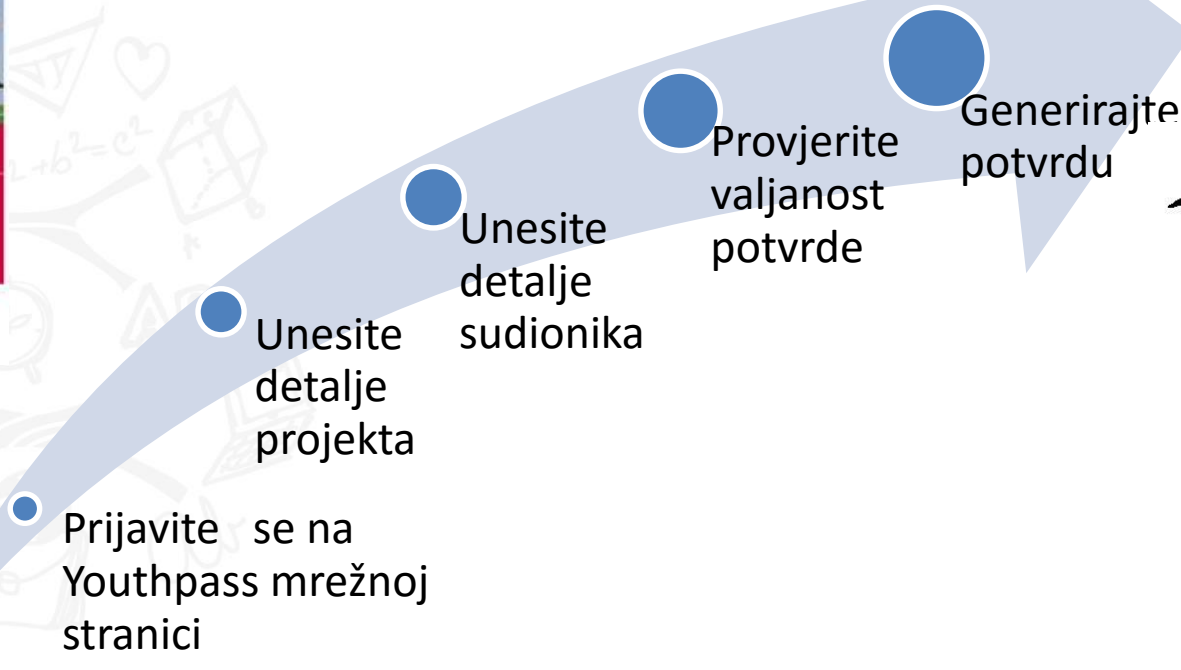 Prijavite se na
Youthpass mrežnoj
stranici
Unesite
detalje
projekta
Unesite
detalje
sudionika
Provjerite
valjanost
potvrde
Generirajte
potvrdu